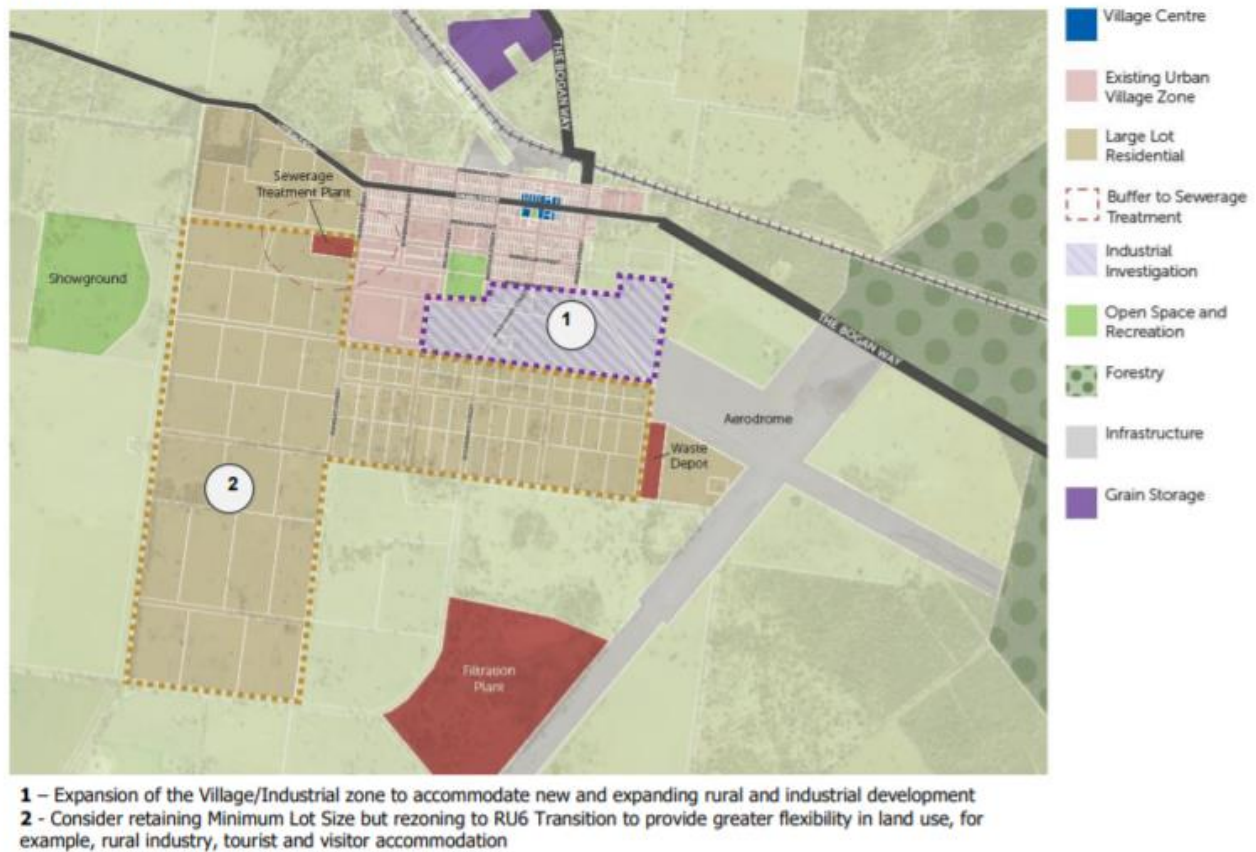 Village Centre
Existing Urban
Village Zone
Large Lot
Residential
Buffer to Sewerage
Treatment
Industrial
Investigation
Open Space and
Recreation
Forestry
Infrastructure
Grain Storage
THE BOGAN WAY
Sewerage
Treatment Plant
Showground
1
THE BOGAN WAY
Aerodrome
Waste
Depot
2
Filtration
Plant
1 – Expansion of the Village/Industrial zone to accommodate new and expanding rural and industrial development
2 - Consider retaining Minimum Lot Size but rezoning to RU6 Transition to provide greater flexibility in land use, for
example, rural industry, tourist and visitor accommodation